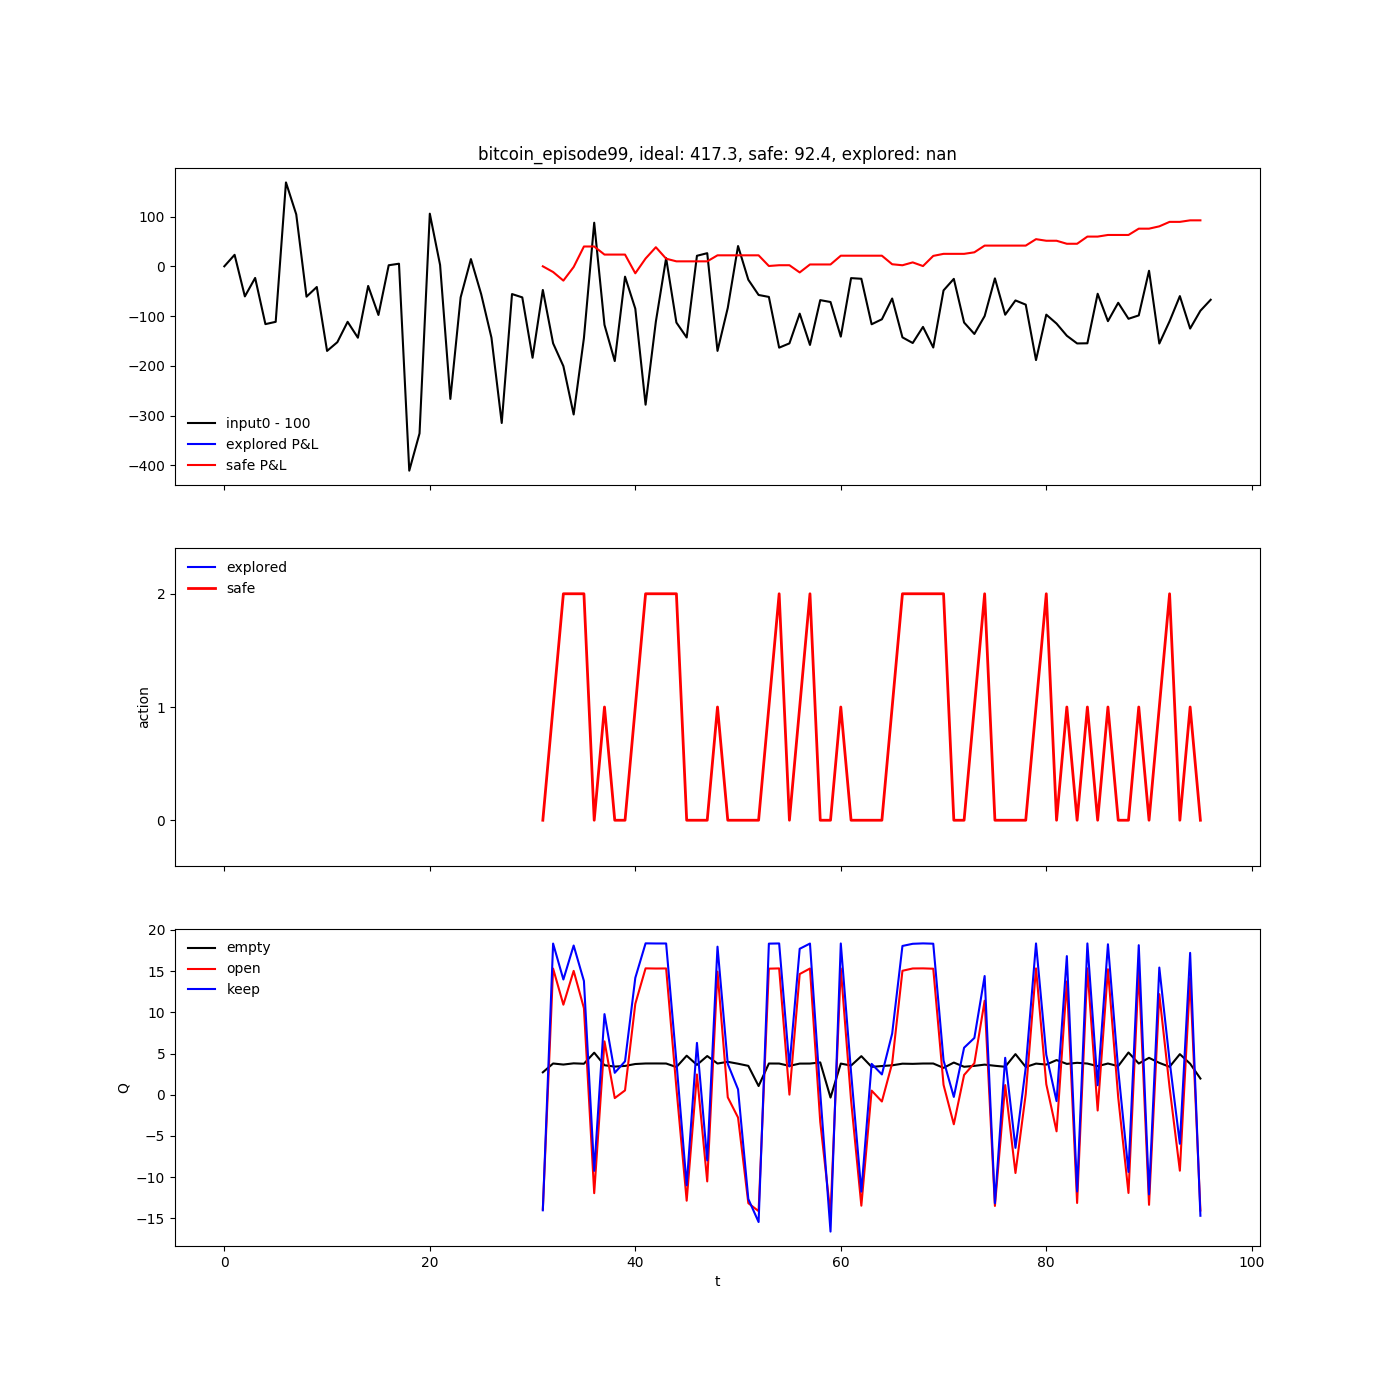 bitcoin_episode99, ideal: 417.3, safe: 92.4, explored: nan
100
0
−100
−200
−300
−400
input0 - 100
explored P&L
safe P&L
explored
safe
2
1
0
action
empty
open
keep
20
15
10
5
0
−5
−10
−15
Q
0
20
40
60
80
100
t